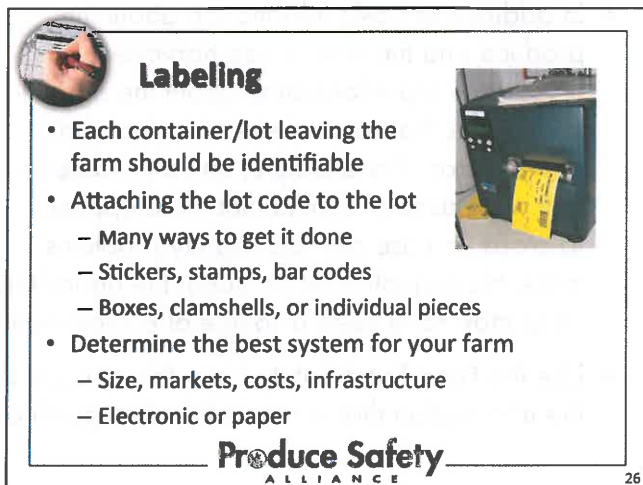 Labeling
• Each container/lot leaving the
farm should be identifiable
• Attaching the lot code to the lot
– Many ways to get it done
– Stickers, stamps, bar codes
– Boxes, clamshells, or individual pieces
• Determine the best system for your farm
– Size, markets, costs, infrastructure
– Electronic or paper
Produce Safety
ALLIANCE
26